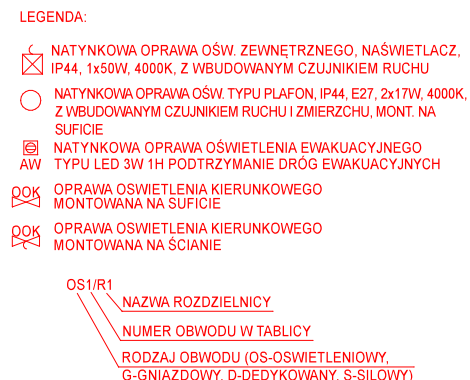 LEGENDA:
NATYNKOWA OPRAWA OŚW. ZEWNĘTRZNEGO, NAŚWIETLACZ,
IP44, 1x50W, 4000K, Z WBUDOWANYM CZUJNIKIEM RUCHU
NATYNKOWA OPRAWA OŚW. TYPU PLAFON, IP44, E27, 2x17W, 4000K,
Z WBUDOWANYM CZUJNIKIEM RUCHU I ZMIERZCHU, MONT. NA
SUFICIE
NATYNKOWA OPRAWA OŚWIETLENIA EWAKUACYJNEGO
AW TYPU LED 3W 1H PODTRZYMANIE DRÓG EWAKUACYJNYCH
OPRAWA OSWIETLENIA KIERUNKOWEGO
MONTOWANA NA SUFICIE
OPRAWA OSWIETLENIA KIERUNKOWEGO
MONTOWANA NA ŚCIANIE
OS1/R1
NAZWA ROZDZIELNICY
NUMER OBWODU W TABLICY
RODZAJ OBWODU (OS-OSWIETLENIOWY,
G-GNIAZDOWY, D-DEDYKOWANY, S-SILOWY)